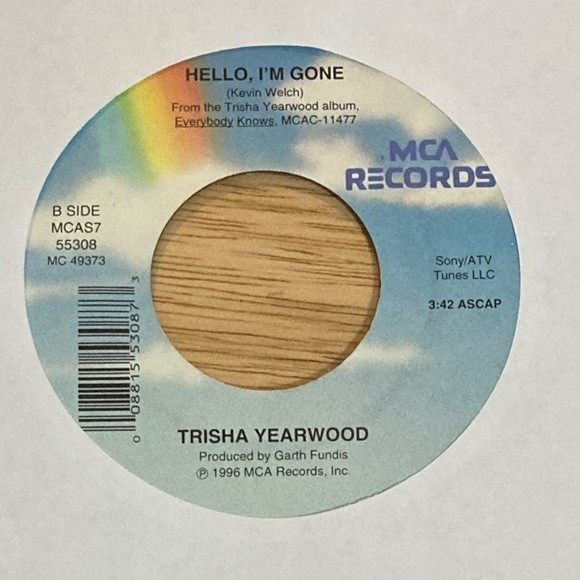 HELLO, I'M GONE
(Kevin Welch)
From the Trisha Yearwood album,
Everybody Knows, MCAC-11477
MCA
RECORDS
B SIDE
MCAS7
55308
MC 49373
Sony/ATV
Tunes LLC
3:42 ASCAP
0 08815 53087 3
TRISHA YEARWOOD
Produced by Garth Fundis
℗ 1996 MCA Records, Inc.